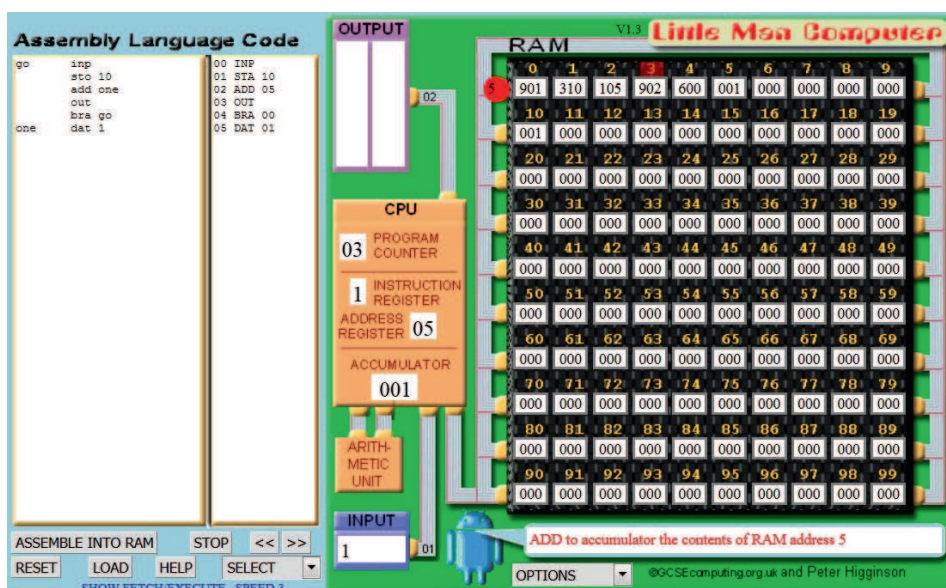 Assembly Language Code
go inp
sto 10
add one
out
bra go
one dat 1
00 INP
01 STA 10
02 ADD 05
03 OUT
04 BRA 00
05 DAT 01
ASSEMBLE INTO RAM STOP << >>
RESET LOAD HELP SELECT
SHOW FETCH/EXECUTE SPEED 3
OUTPUT
02
CPU
03 PROGRAM
COUNTER
1 INSTRUCTION
REGISTER
ADDRESS
REGISTER 05
ACCUMULATOR
001
ARITH-
METIC
UNIT
INPUT
1
01
V1.3 Little Man Computer
RAM
0 1 2 3 4 5 6 7 8 9
5 901 310 105 902 600 001 000 000 000 000
10 11 12 13 14 15 16 17 18 19
001 000 000 000 000 000 000 000 000 000
20 21 22 23 24 25 26 27 28 29
000 000 000 000 000 000 000 000 000 000
30 31 32 33 34 35 36 37 38 39
000 000 000 000 000 000 000 000 000 000
40 41 42 43 44 45 46 47 48 49
000 000 000 000 000 000 000 000 000 000
50 51 52 53 54 55 56 57 58 59
000 000 000 000 000 000 000 000 000 000
60 61 62 63 64 65 66 67 68 69
000 000 000 000 000 000 000 000 000 000
70 71 72 73 74 75 76 77 78 79
000 000 000 000 000 000 000 000 000 000
80 81 82 83 84 85 86 87 88 89
000 000 000 000 000 000 000 000 000 000
90 91 92 93 94 95 96 97 98 99
000 000 000 000 000 000 000 000 000 000
ADD to accumulator the contents of RAM address 5
OPTIONS ©GCSEcomputing.org.uk and Peter Higginson